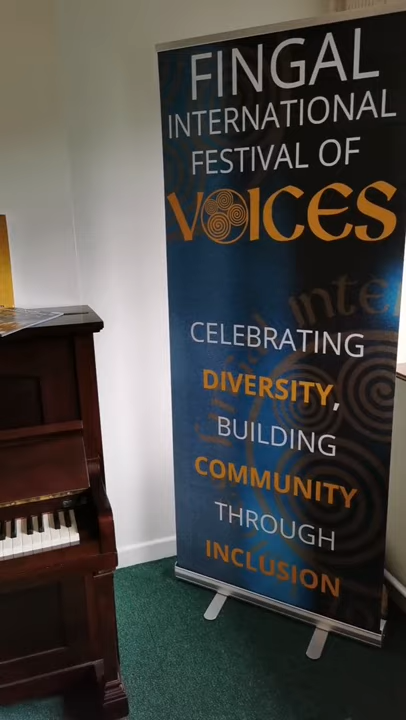 FINGAL
INTERNATIONAL
FESTIVAL OF
VOICES
CELEBRATING
DIVERSITY,
BUILDING
COMMUNITY
THROUGH
INCLUSION